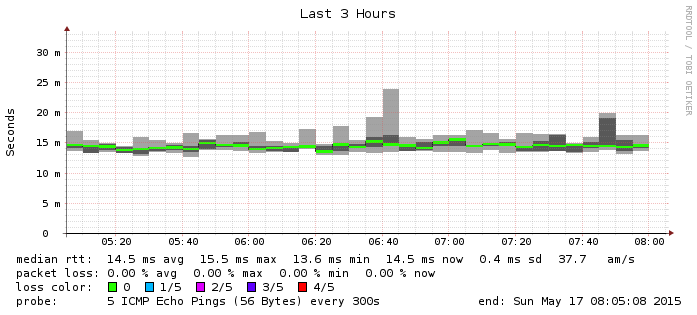 Last 3 Hours
RRDTOOL / TOBI OETIKER
Seconds
30 m
25 m
20 m
15 m
10 m
5 m
0
05:20 05:40 06:00 06:20 06:40 07:00 07:20 07:40 08:00
median rtt: 14.5 ms avg 15.5 ms max 13.6 ms min 14.5 ms now 0.4 ms sd 37.7 am/s
packet loss: 0.00 % avg 0.00 % max 0.00 % min 0.00 % now
loss color: 0 1/5 2/5 3/5 4/5
probe: 5 ICMP Echo Pings (56 Bytes) every 300s end: Sun May 17 08:05:08 2015